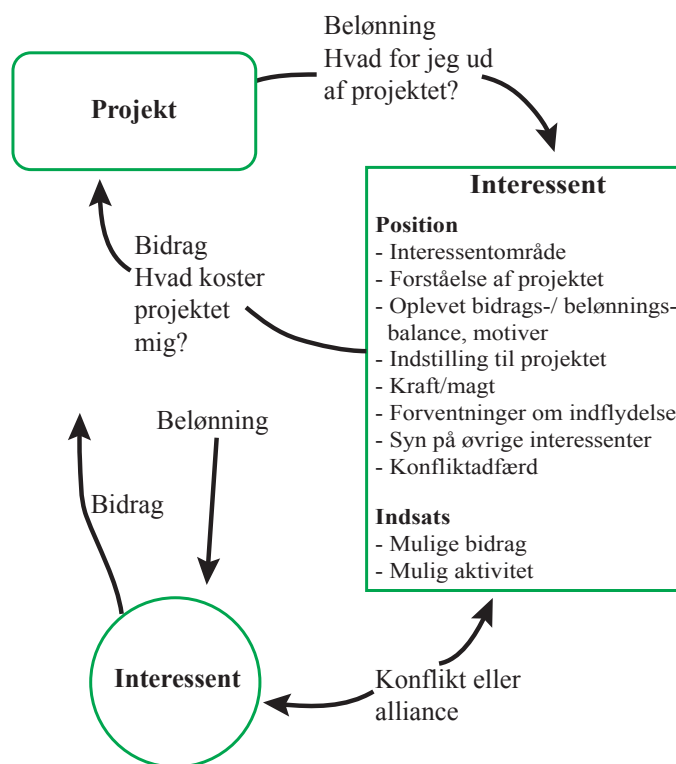 Belønning
Hvad for jeg ud
af projektet?
Projekt
Interessent
Position
- Interessentområde
- Forståelse af projektet
- Oplevet bidrags-/ belønnings-
balance, motiver
- Indstilling til projektet
- Kraft/magt
- Forventninger om indflydelse
- Syn på øvrige interessenter
- Konfliktadfærd
Indsats
- Mulige bidrag
- Mulig aktivitet
Bidrag
Hvad koster
projektet
mig?
Belønning
Bidrag
Interessent
Konflikt eller
alliance